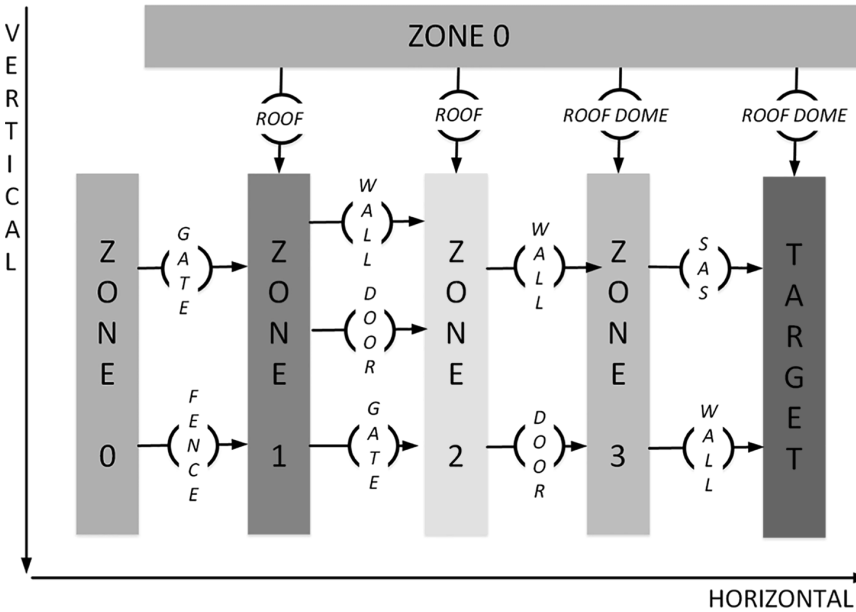 VERTICAL
ZONE 0
ROOF
ROOF
ROOF DOME
ROOF DOME
ZONE 0
GATE
FENCE
ZONE 1
WALL
DOOR
GATE
ZONE 2
WALL
DOOR
ZONE 3
SAS
WALL
TARGET
HORIZONTAL